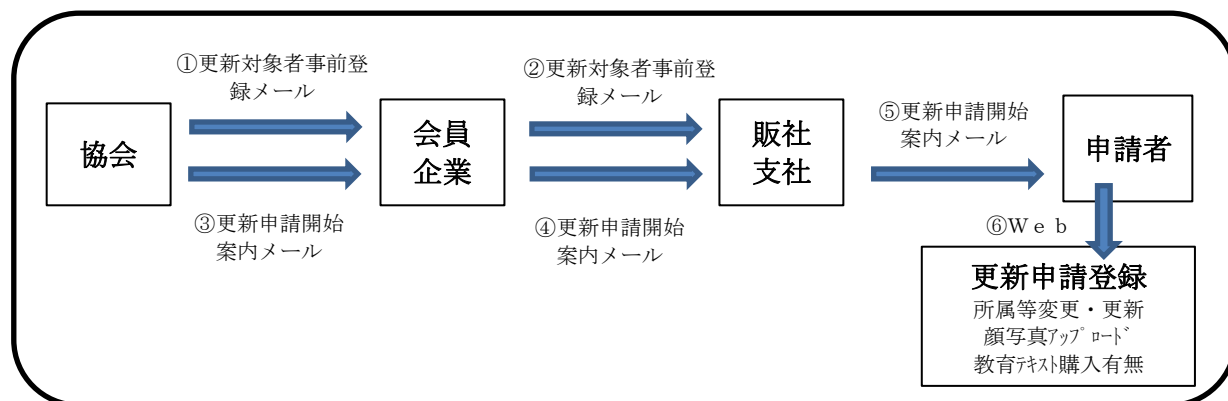 ①更新対象者事前登
録メール
②更新対象者事前登
録メール
協会
会員
企業
販社
支社
⑤更新申請開始
案内メール
申請者
③更新申請開始
案内メール
④更新申請開始
案内メール
⑥Ｗｅｂ
更新申請登録
所属等変更・更新
顔写真ｱｯﾌﾟﾛｰﾄﾞ
教育ﾃｷｽﾄ購入有無